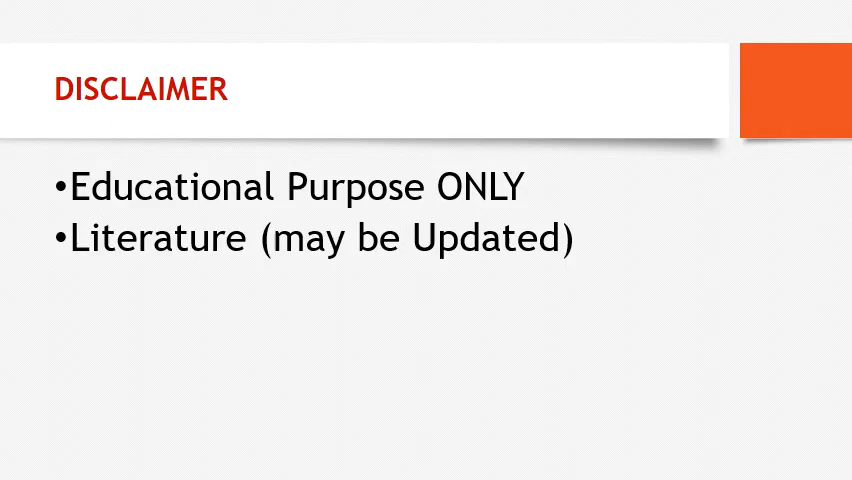 DISCLAIMER
•Educational Purpose ONLY
•Literature (may be Updated)